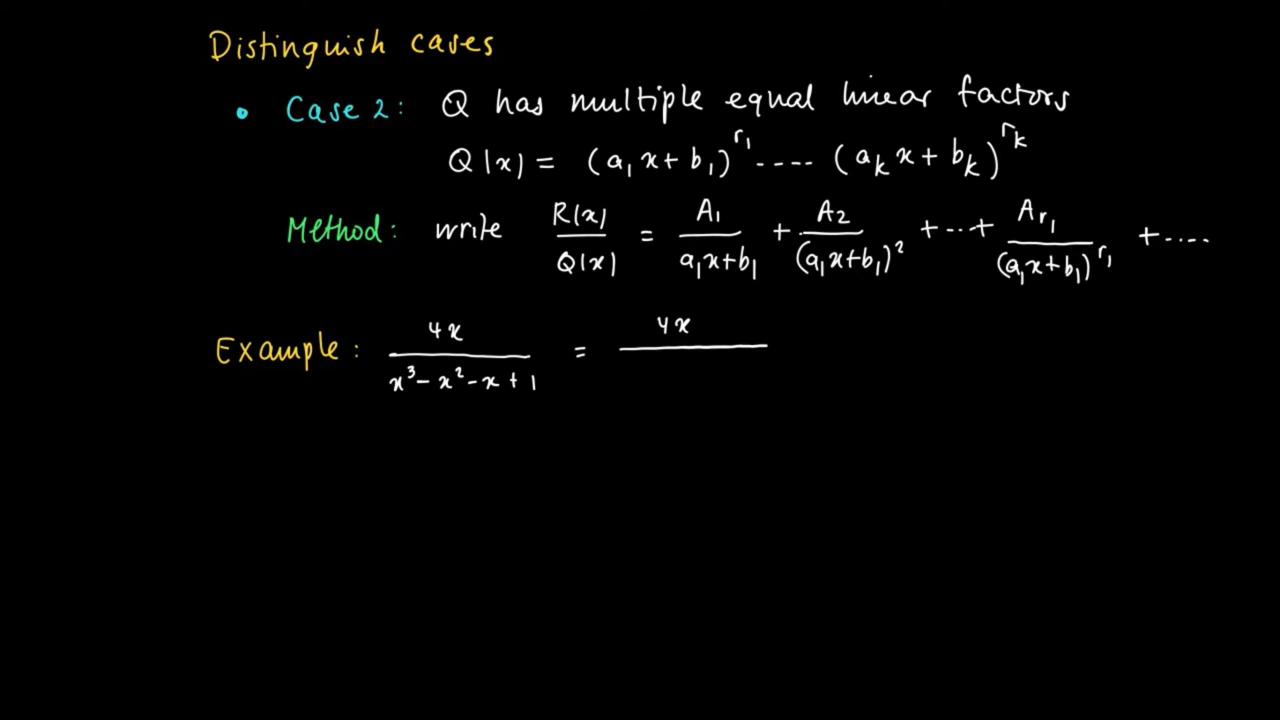 Distinguish cases
• Case 2: Q has multiple equal linear factors
Q(x) = (a₁x + b₁)^r₁ ---- (aₖx + bₖ)^rₖ
Method: write R(x)/Q(x) = A₁/(a₁x+b₁) + A₂/(a₁x+b₁)² + ... + Ar₁/(a₁x+b₁)^r₁ + ....
Example: 4x/(x³ - x² - x + 1) = 4x/